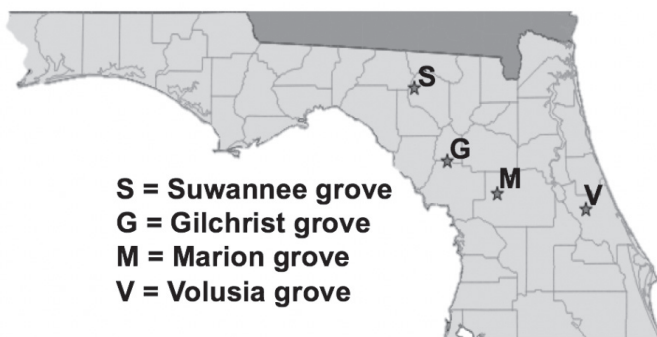 S
G
M
V
S = Suwannee grove
G = Gilchrist grove
M = Marion grove
V = Volusia grove